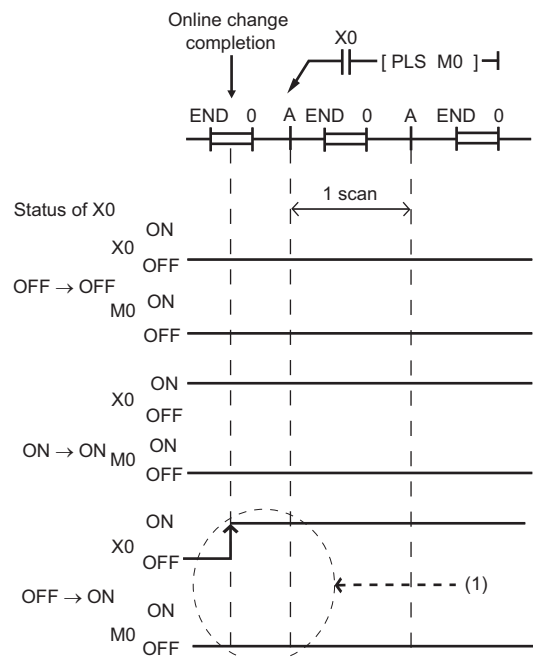 Online change
completion
X0
[ PLS M0 ]
END 0 A END 0 A END 0
1 scan
Status of X0
ON
X0
OFF
OFF → OFF
ON
M0
OFF
ON
X0
OFF
ON → ON
ON
M0
OFF
ON
X0
OFF
(1)
OFF → ON
ON
M0
OFF